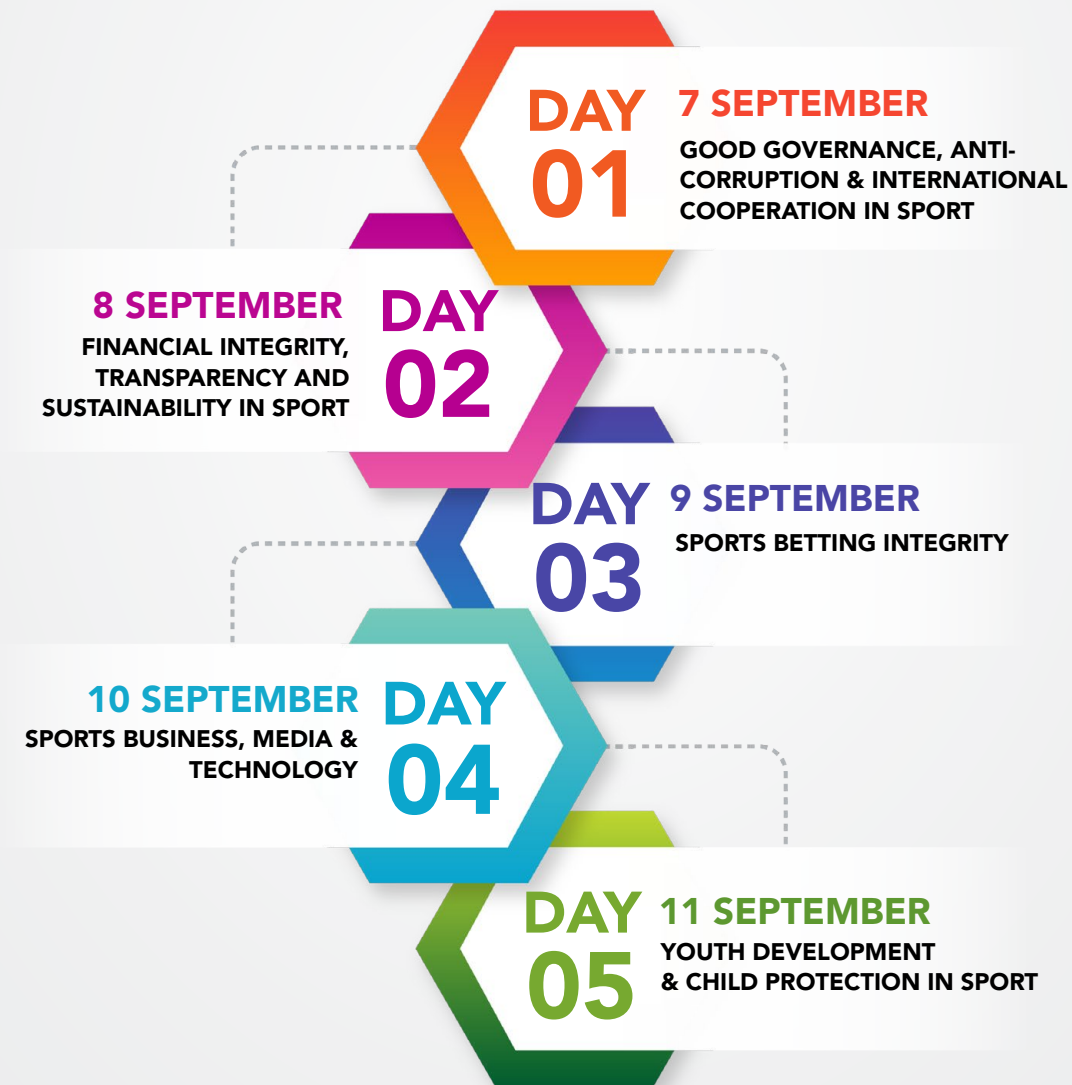 DAY
01
7 SEPTEMBER
GOOD GOVERNANCE, ANTI-
CORRUPTION & INTERNATIONAL
COOPERATION IN SPORT
8 SEPTEMBER
FINANCIAL INTEGRITY,
TRANSPARENCY AND
SUSTAINABILITY IN SPORT
DAY
02
DAY
03
9 SEPTEMBER
SPORTS BETTING INTEGRITY
10 SEPTEMBER
SPORTS BUSINESS, MEDIA &
TECHNOLOGY
DAY
04
DAY
05
11 SEPTEMBER
YOUTH DEVELOPMENT
& CHILD PROTECTION IN SPORT